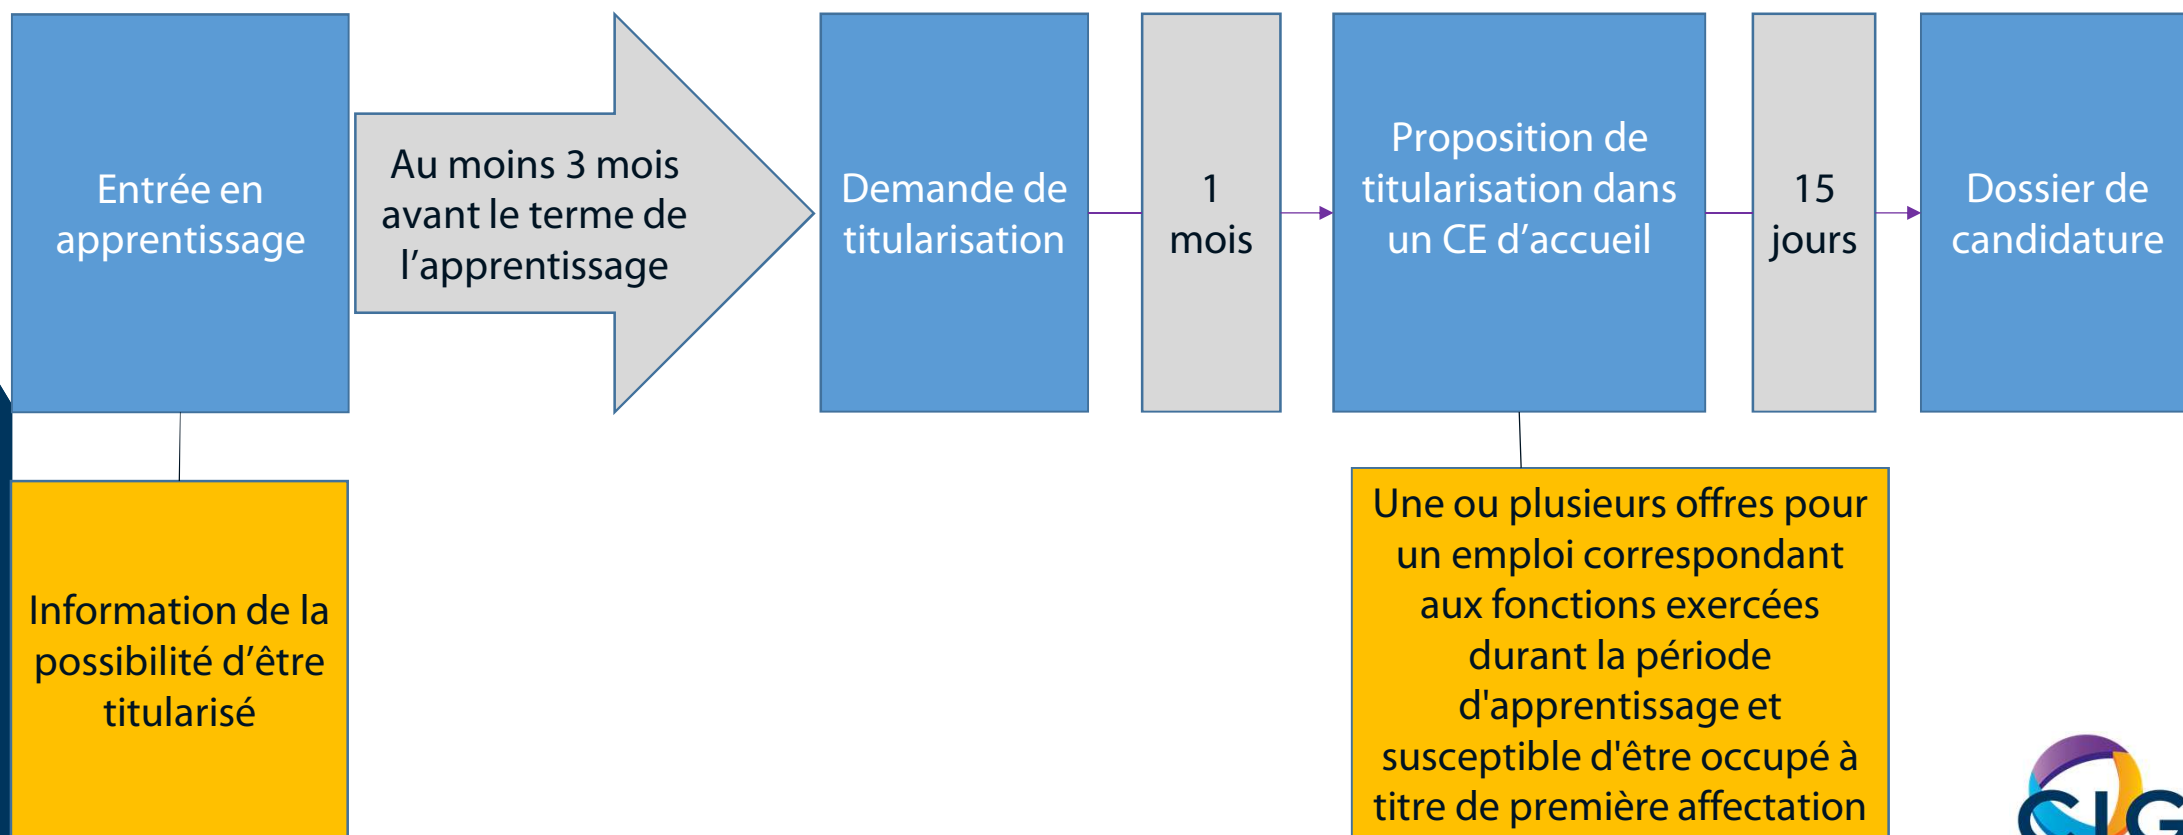 Entrée en
apprentissage
Au moins 3 mois
avant le terme de
l’apprentissage
Demande de
titularisation
1
mois
Proposition de
titularisation dans
un CE d’accueil
15
jours
Dossier de
candidature
Information de la
possibilité d’être
titularisé
Une ou plusieurs offres pour
un emploi correspondant
aux fonctions exercées
durant la période
d'apprentissage et
susceptible d'être occupé à
titre de première affectation
CIG